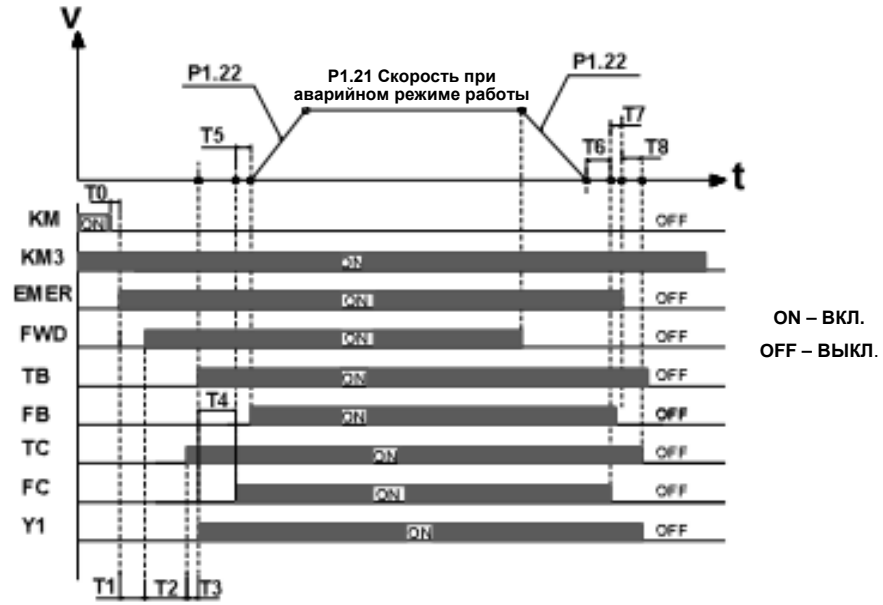 V
P1.22
P1.21 Скорость при
аварийном режиме работы
P1.22
T5
T6
T7
T8
t
T0
KM
ON
OFF
KM3
EMER
ON
OFF
FWD
ON
OFF
ON – ВКЛ.
OFF – ВЫКЛ.
TB
ON
OFF
T4
FB
ON
OFF
TC
ON
OFF
FC
ON
OFF
Y1
ON
OFF
T1
T2
T3